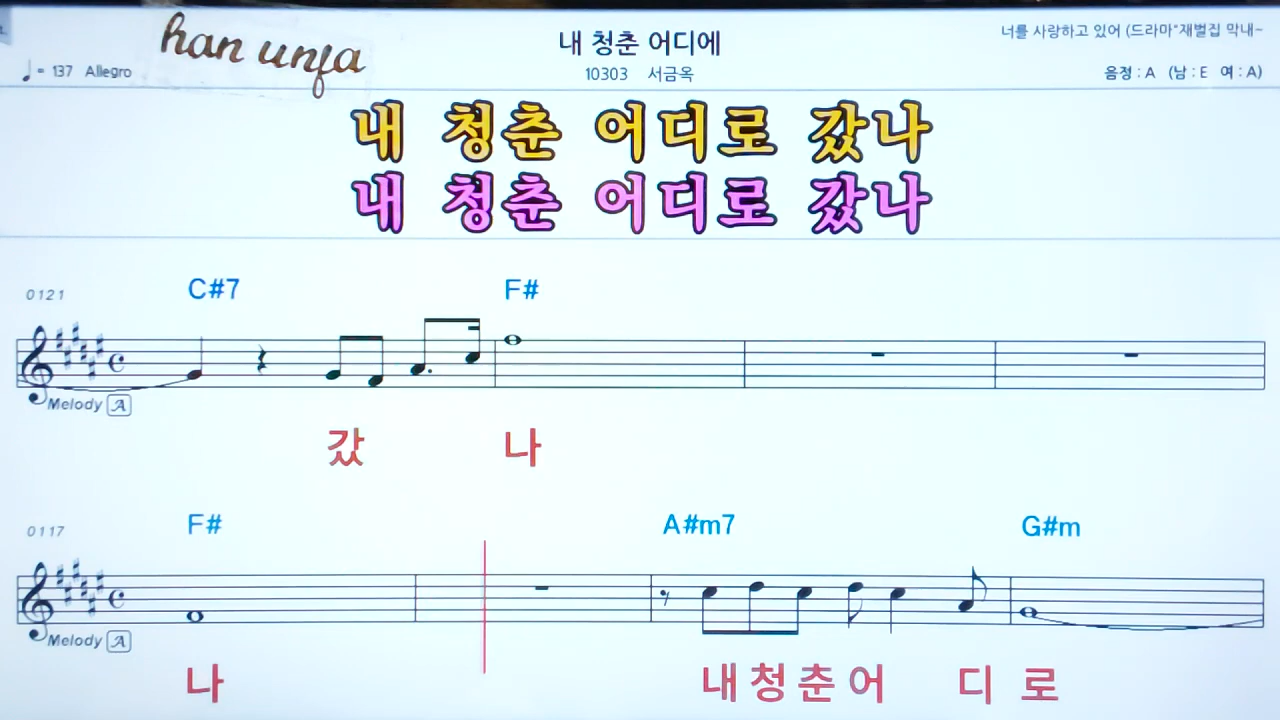 han unja
내 청춘 어디에
너를 사랑하고 있어 (드라마"재벌집 막내~
♩ = 137 Allegro
10303 서금옥
음정 : A (남 : E 여 : A)
내 청춘 어디로 갔나
내 청춘 어디로 갔나
0121
C#7 F#
Melody A
갔 나
0117
F# A#m7 G#m
Melody A
나 내 청 춘 어 디 로